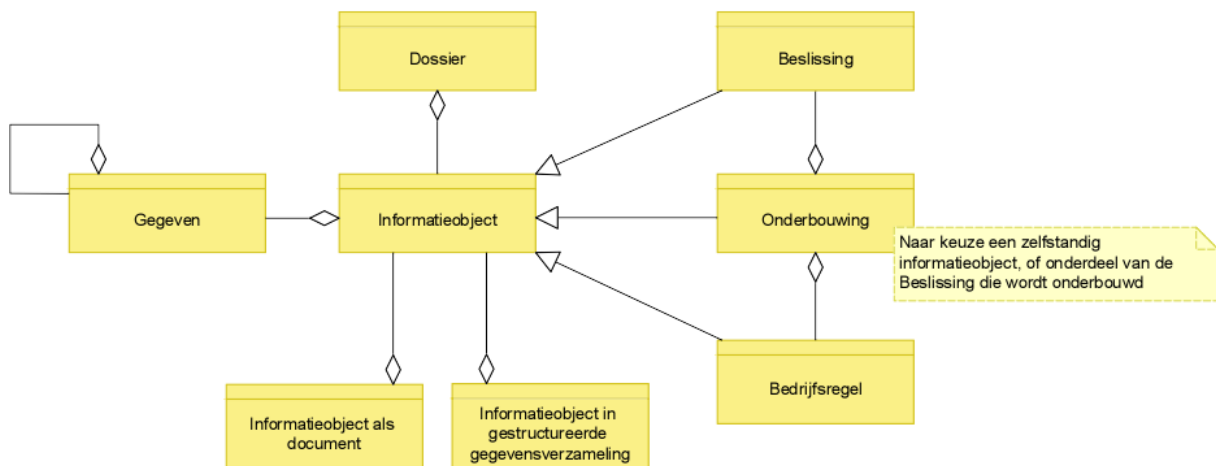 Dossier
Beslissing
Gegeven
Informatieobject
Onderbouwing
Naar keuze een zelfstandig
informatieobject, of onderdeel van de
Beslissing die wordt onderbouwd
Bedrijfsregel
Informatieobject als
document
Informatieobject in
gestructureerde
gegevensverzameling